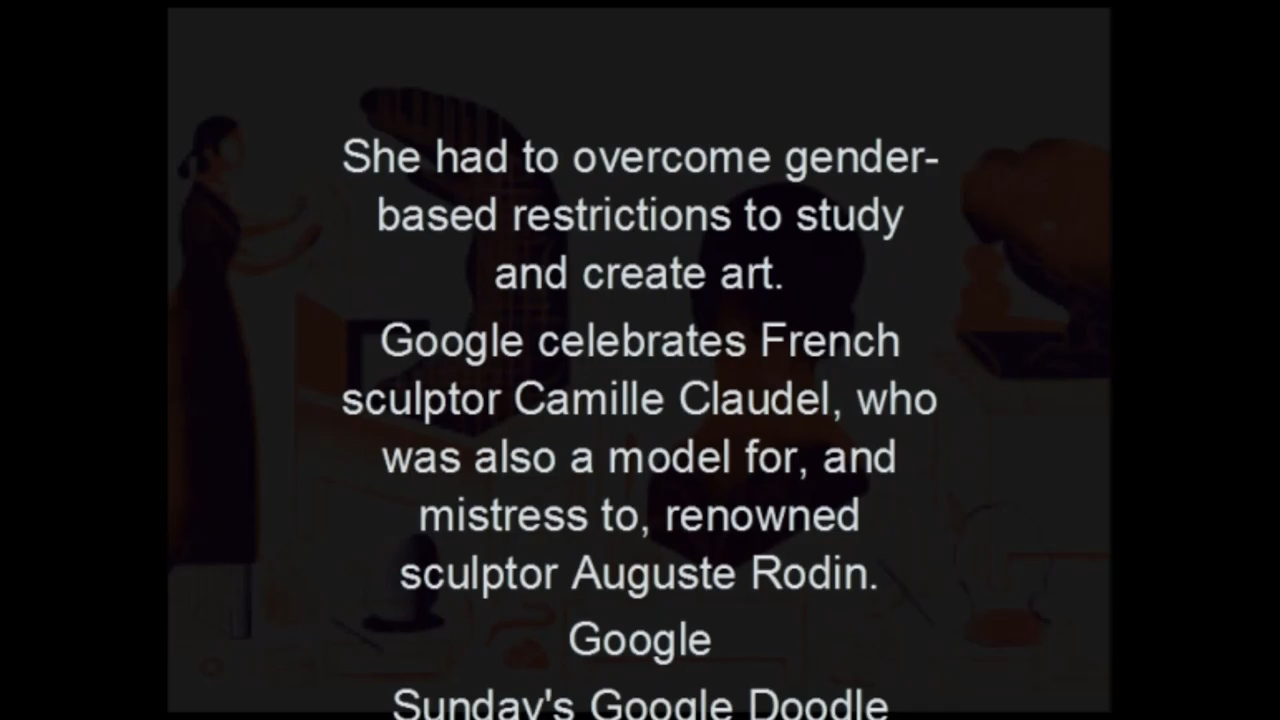 She had to overcome gender-
based restrictions to study
and create art.
Google celebrates French
sculptor Camille Claudel, who
was also a model for, and
mistress to, renowned
sculptor Auguste Rodin.
Google
Sunday's Google Doodle